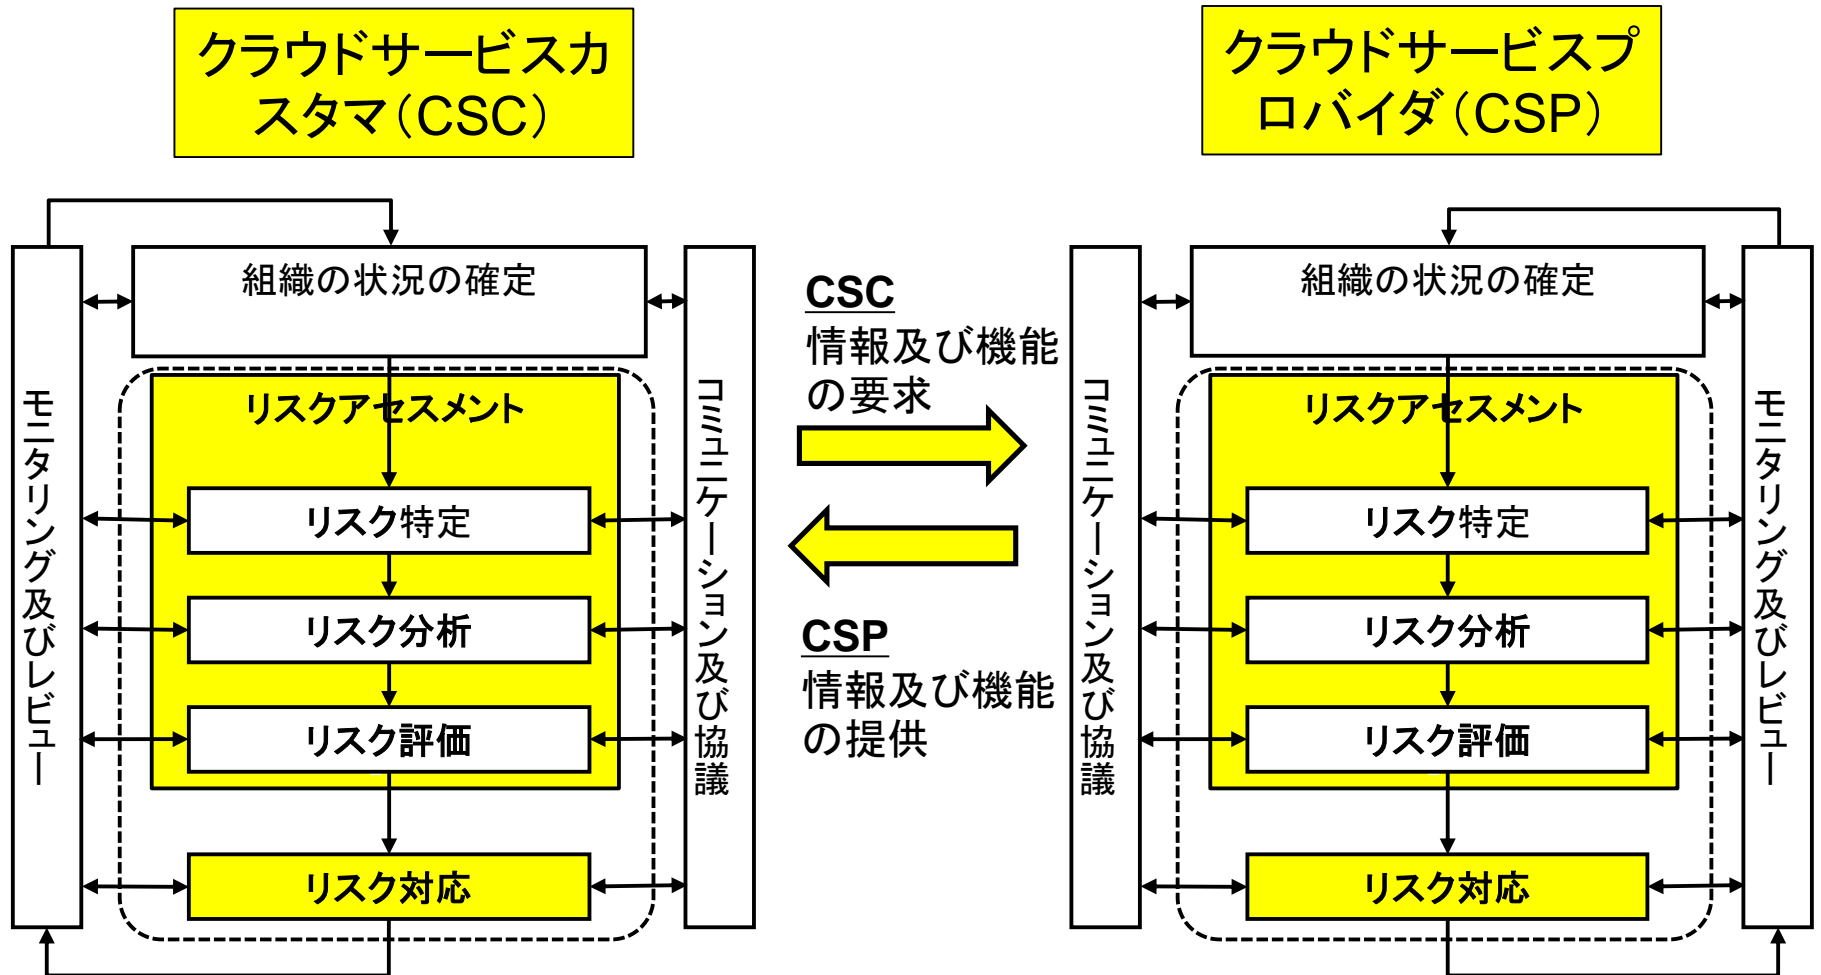 クラウドサービスカ
スタマ（CSC）
クラウドサービスプ
ロバイダ（CSP）
モニタリング及びレビュー
組織の状況の確定
リスクアセスメント
リスク特定
リスク分析
リスク評価
リスク対応
コミュニケーション及び協議
CSC
情報及び機能
の要求
CSP
情報及び機能
の提供
コミュニケーション及び協議
組織の状況の確定
リスクアセスメント
リスク特定
リスク分析
リスク評価
リスク対応
モニタリング及びレビュー